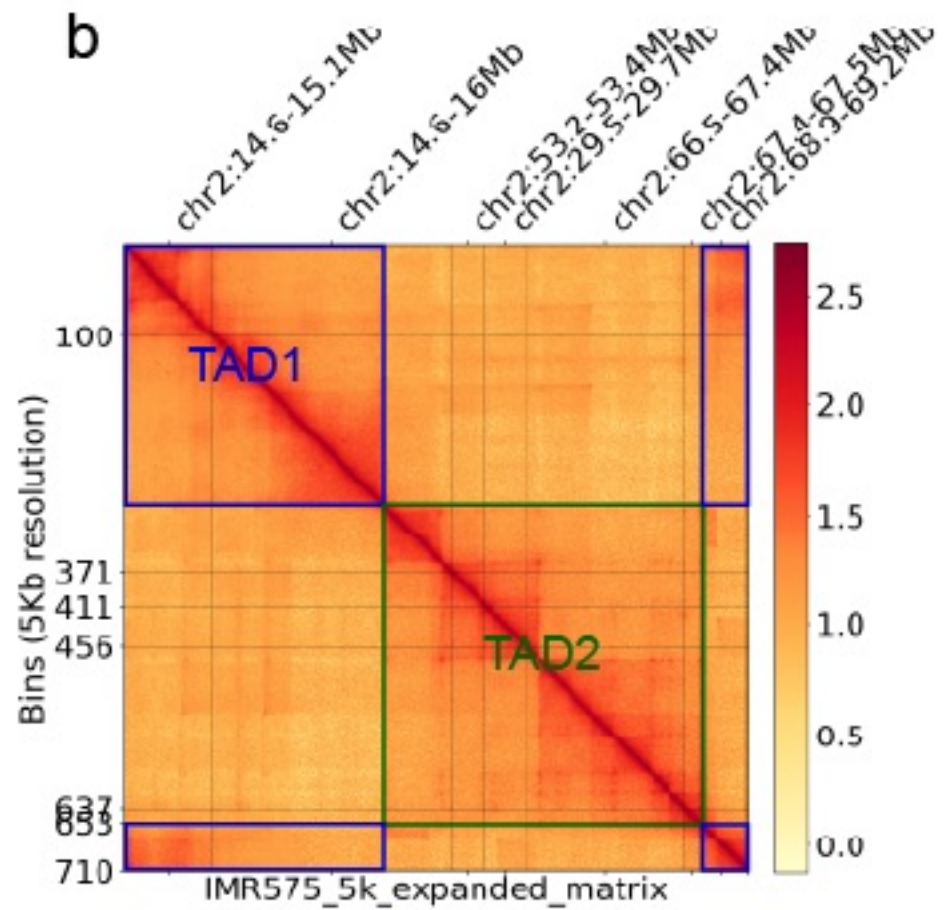 b
chr2:14.6-15.1Mb
chr2:14.6-16Mb
chr2:53.2-53.4Mb
chr2:29.5-29.7Mb
chr2:66.5-67.4Mb
chr2:67.4-67.5Mb
chr2:68.9-69.2Mb
2.5
2.0
1.5
1.0
0.5
0.0
100
371
411
456
637
653
710
Bins (5Kb resolution)
TAD1
TAD2
IMR575_5k_expanded_matrix